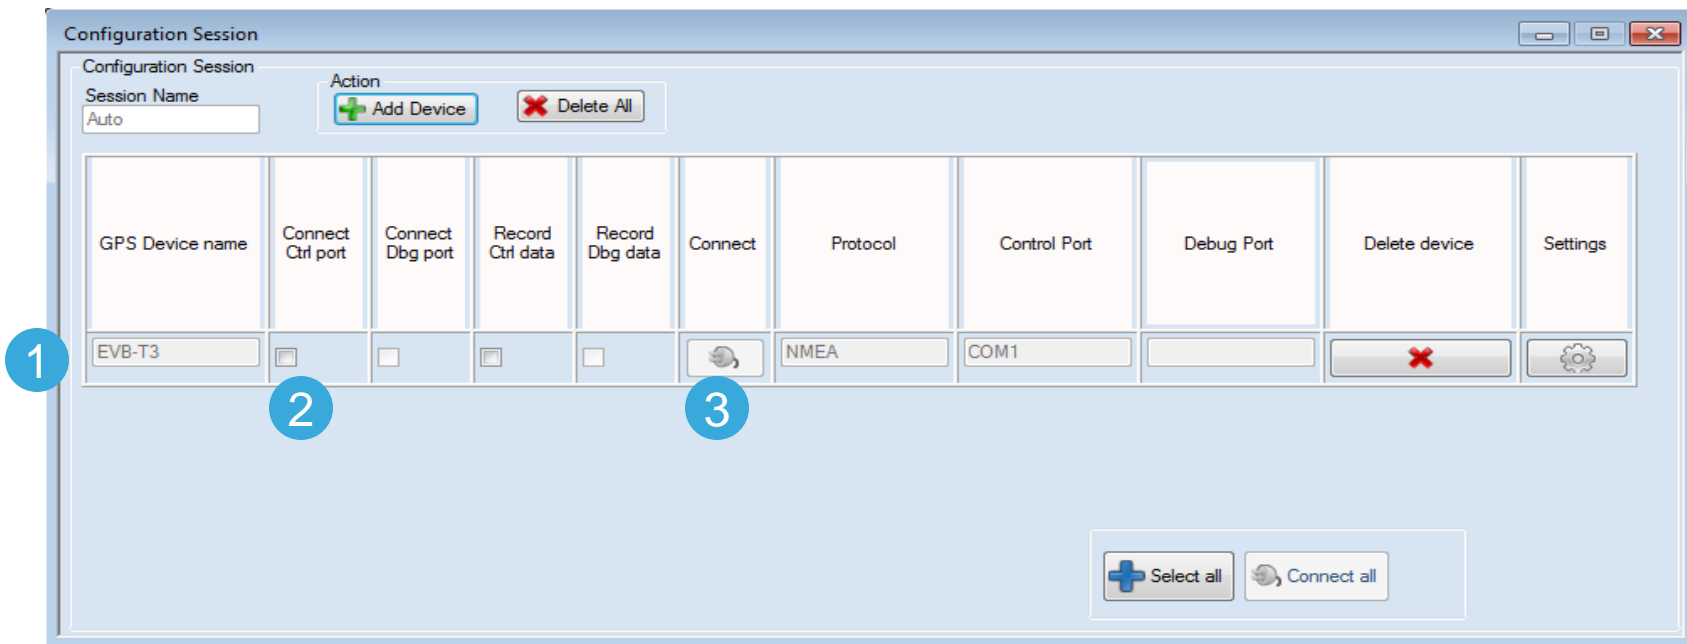 Configuration Session
Configuration Session
Session Name
Auto
Action
Add Device
Delete All
GPS Device name
Connect
Ctrl port
Connect
Dbg port
Record
Ctrl data
Record
Dbg data
Connect
Protocol
Control Port
Debug Port
Delete device
Settings
1
EVB-T3
NMEA
COM1
2
3
Select all
Connect all